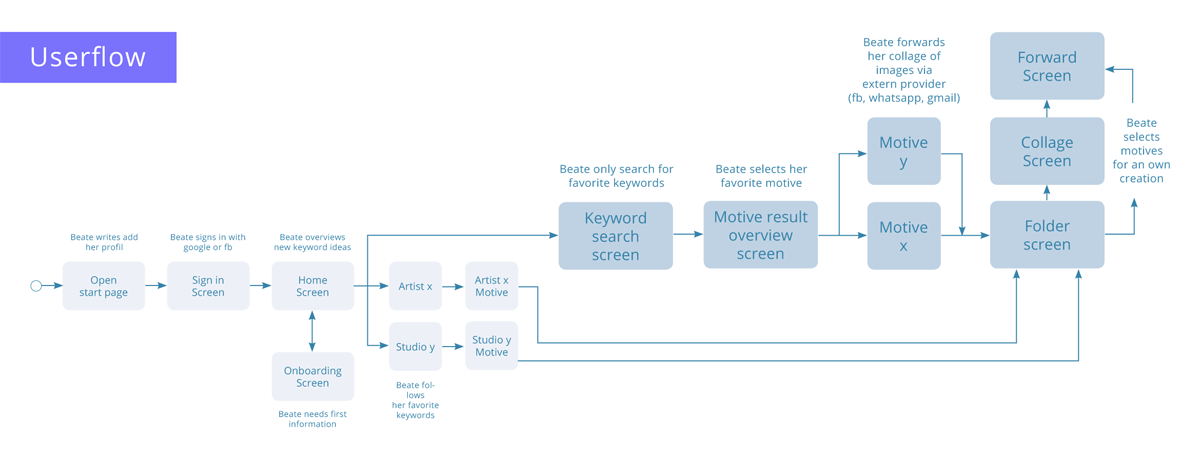 Userflow
Beate writes add
her profil
Open
start page
Beate signs in with
google or fb
Sign in
Screen
Beate overviews
new keyword ideas
Home
Screen
Onboarding
Screen
Beate needs first
information
Artist x
Artist x
Motive
Studio y
Studio y
Motive
Beate fol-
lows
her favorite
keywords
Beate only search for
favorite keywords
Keyword
search
screen
Beate selects her
favorite motive
Motive result
overview
screen
Beate forwards
her collage of
images via
extern provider
(fb, whatsapp, gmail)
Motive
y
Motive
x
Forward
Screen
Collage
Screen
Folder
screen
Beate
selects
motives
for an own
creation